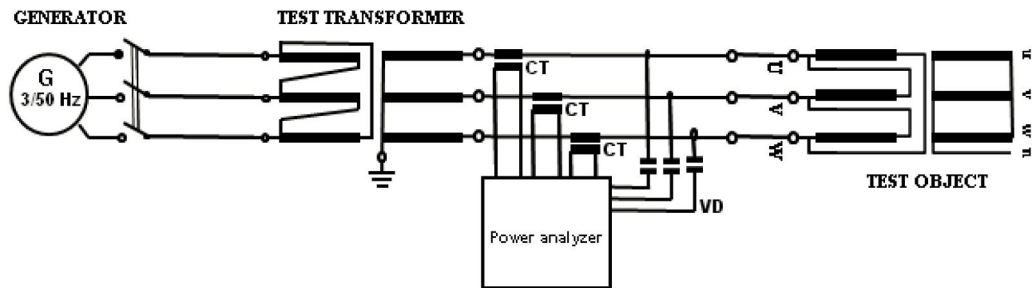 GENERATOR
TEST TRANSFORMER
G
3/50 Hz
CT
CT
CT
U
V
W
u
v
w
n
TEST OBJECT
VD
Power analyzer